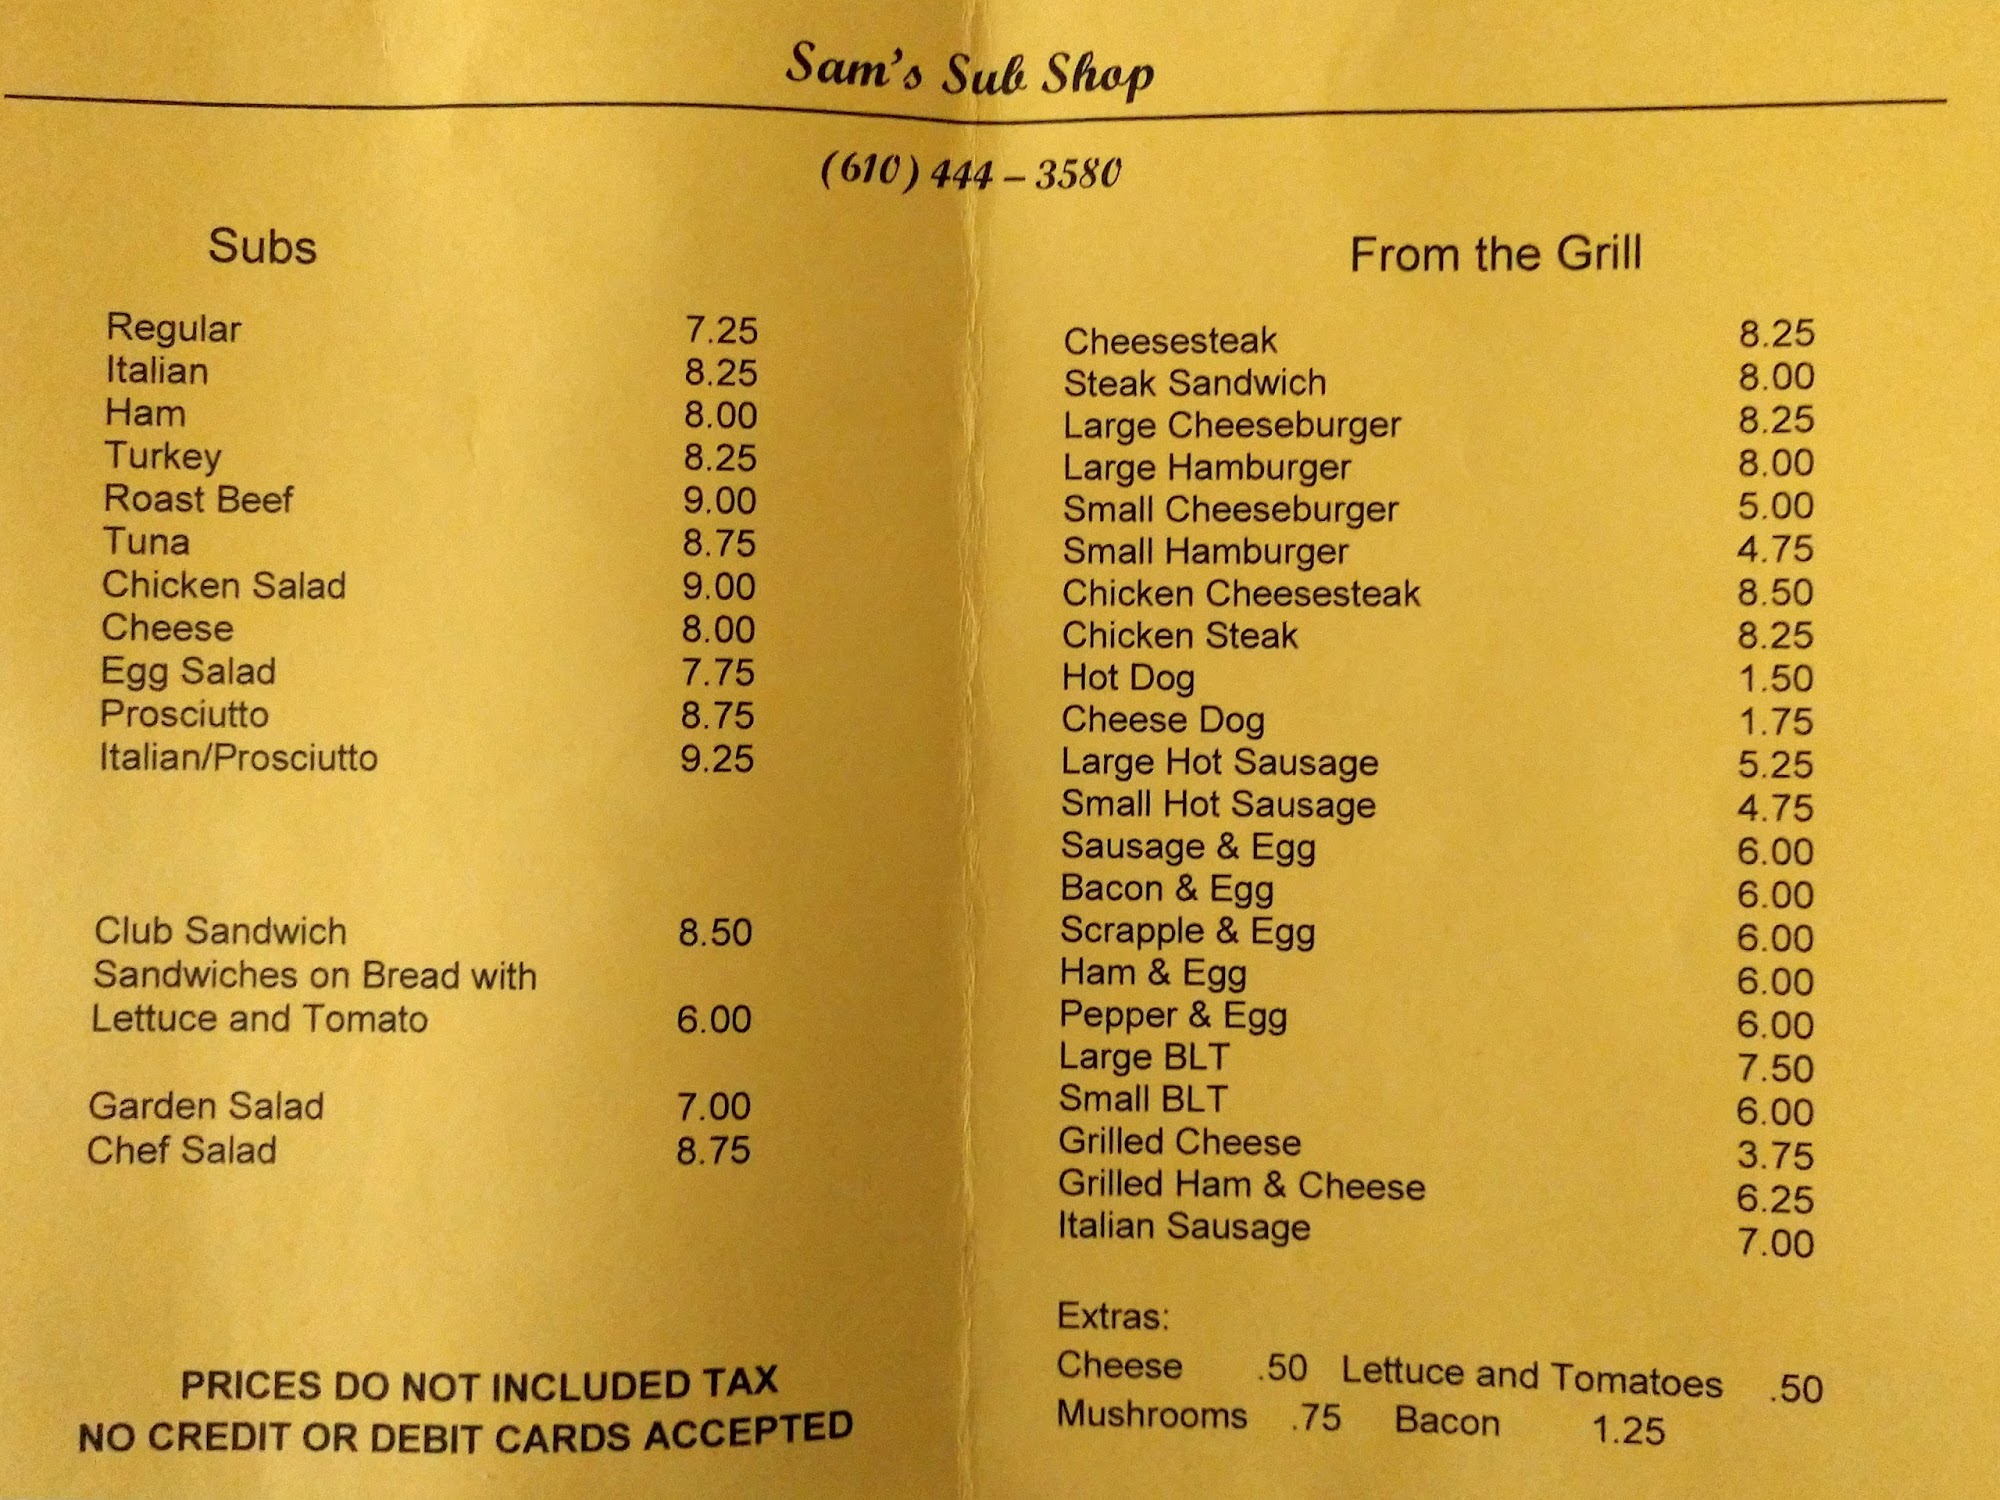 Sam's Sub Shop
(610) 444 – 3580
Subs
Regular 7.25
Italian 8.25
Ham 8.00
Turkey 8.25
Roast Beef 9.00
Tuna 8.75
Chicken Salad 9.00
Cheese 8.00
Egg Salad 7.75
Prosciutto 8.75
Italian/Prosciutto 9.25
Club Sandwich 8.50
Sandwiches on Bread with
Lettuce and Tomato 6.00
Garden Salad 7.00
Chef Salad 8.75
PRICES DO NOT INCLUDED TAX
NO CREDIT OR DEBIT CARDS ACCEPTED
From the Grill
Cheesesteak 8.25
Steak Sandwich 8.00
Large Cheeseburger 8.25
Large Hamburger 8.00
Small Cheeseburger 5.00
Small Hamburger 4.75
Chicken Cheesesteak 8.50
Chicken Steak 8.25
Hot Dog 1.50
Cheese Dog 1.75
Large Hot Sausage 5.25
Small Hot Sausage 4.75
Sausage & Egg 6.00
Bacon & Egg 6.00
Scrapple & Egg 6.00
Ham & Egg 6.00
Pepper & Egg 6.00
Large BLT 7.50
Small BLT 6.00
Grilled Cheese 3.75
Grilled Ham & Cheese 6.25
Italian Sausage 7.00
Extras:
Cheese .50 Lettuce and Tomatoes .50
Mushrooms .75 Bacon 1.25